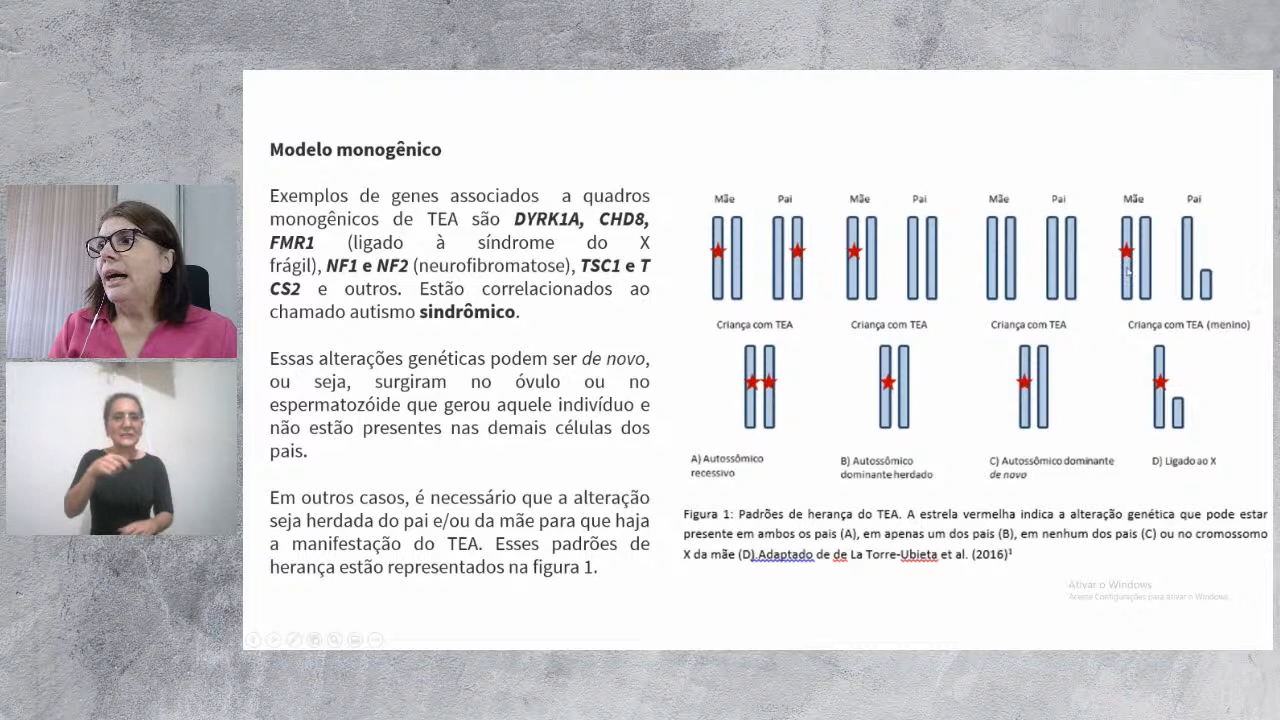 Modelo monogênico
Exemplos de genes associados a quadros
monogênicos de TEA são DYRK1A, CHD8,
FMR1 (ligado à síndrome do X
frágil), NF1 e NF2 (neurofibromatose), TSC1 e T
CS2 e outros. Estão correlacionados ao
chamado autismo sindrômico.
Essas alterações genéticas podem ser de novo,
ou seja, surgiram no óvulo ou no
espermatozóide que gerou aquele indivíduo e
não estão presentes nas demais células dos
pais.
Em outros casos, é necessário que a alteração
seja herdada do pai e/ou da mãe para que haja
a manifestação do TEA. Esses padrões de
herança estão representados na figura 1.
Mãe Pai Mãe Pai Mãe Pai Mãe Pai
Criança com TEA Criança com TEA Criança com TEA Criança com TEA (menino)
A) Autossômico
recessivo
B) Autossômico
dominante herdado
C) Autossômico dominante
de novo
D) Ligado ao X
Figura 1: Padrões de herança do TEA. A estrela vermelha indica a alteração genética que pode estar
presente em ambos os pais (A), em apenas um dos pais (B), em nenhum dos pais (C) ou no cromossomo
X da mãe (D).Adaptado de de La Torre-Ubieta et al. (2016)¹
Ativar o Windows
Acesse Configurações para ativar o Windows.